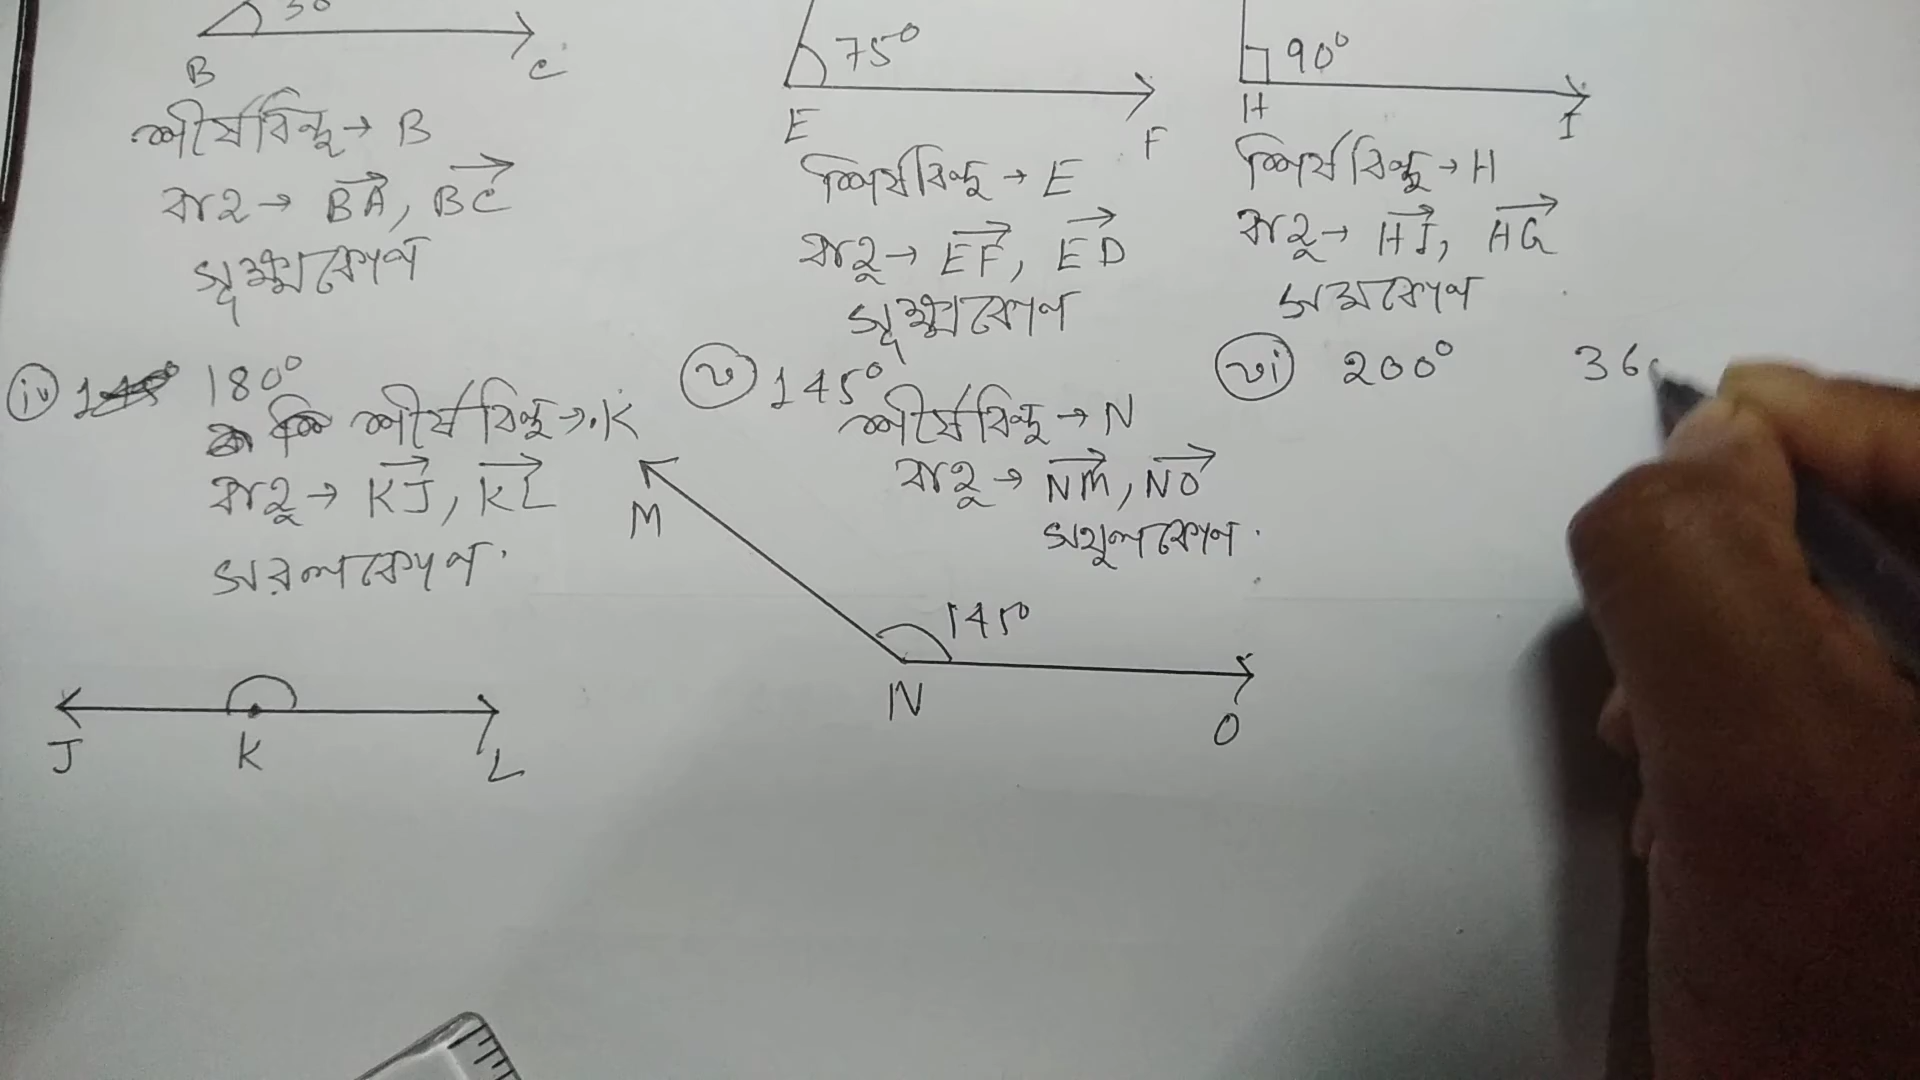 B
C
শীর্ষবিন্দু → B
বাহু → BA, BC
সূক্ষ্মকোণ
75°
E
F
শির্ষবিন্দু → E
বাহু → EF, ED
সূক্ষ্মকোণ
90°
H
I
শির্ষবিন্দু → H
বাহু → HI, HG
সমকোণ
iv 180°
শীর্ষবিন্দু → K
বাহু → KJ, KL
সরলকোণ
J K L
v 145°
শীর্ষবিন্দু → N
বাহু → NM, NO
সথূলকোণ
M
145°
N
O
vi 200°